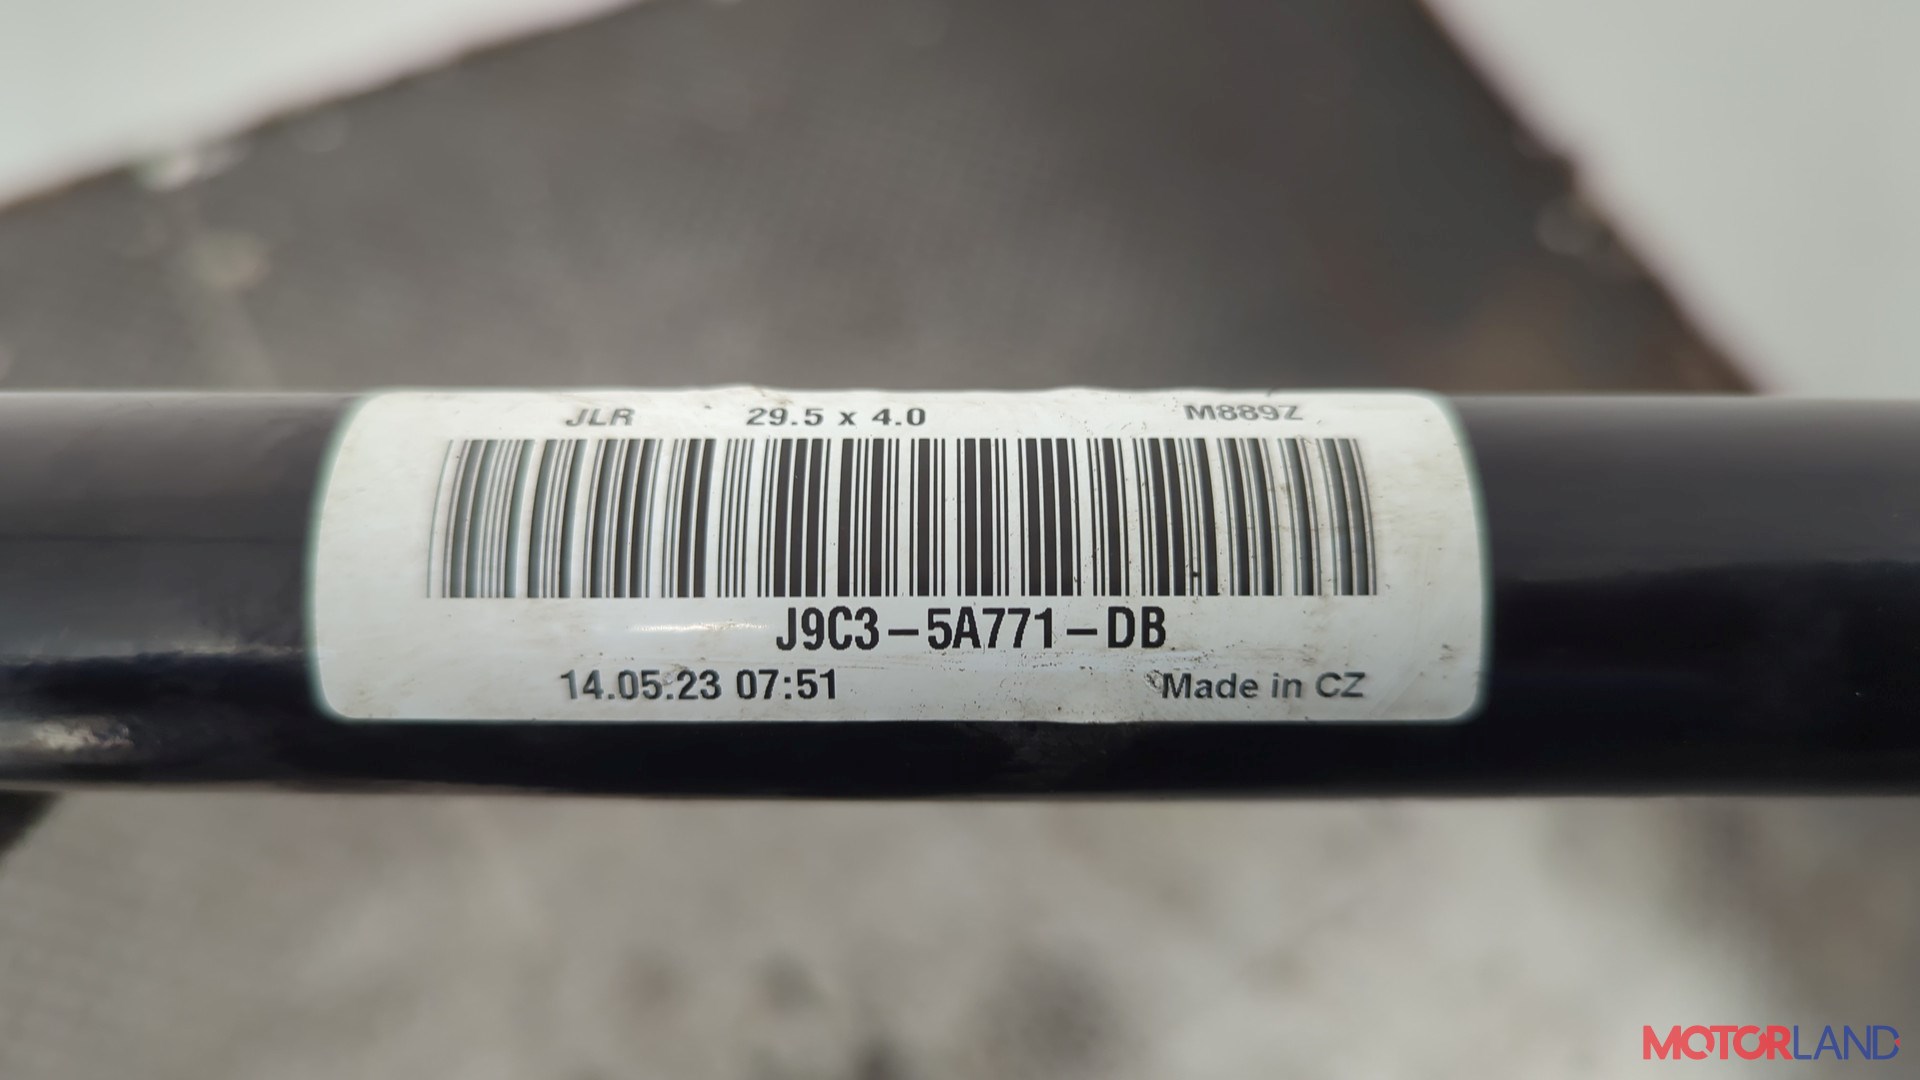 JLR 29.5 x 4.0 M889Z
J9C3-5A771-DB
14.05.23 07:51 Made in CZ
MOTORLAND